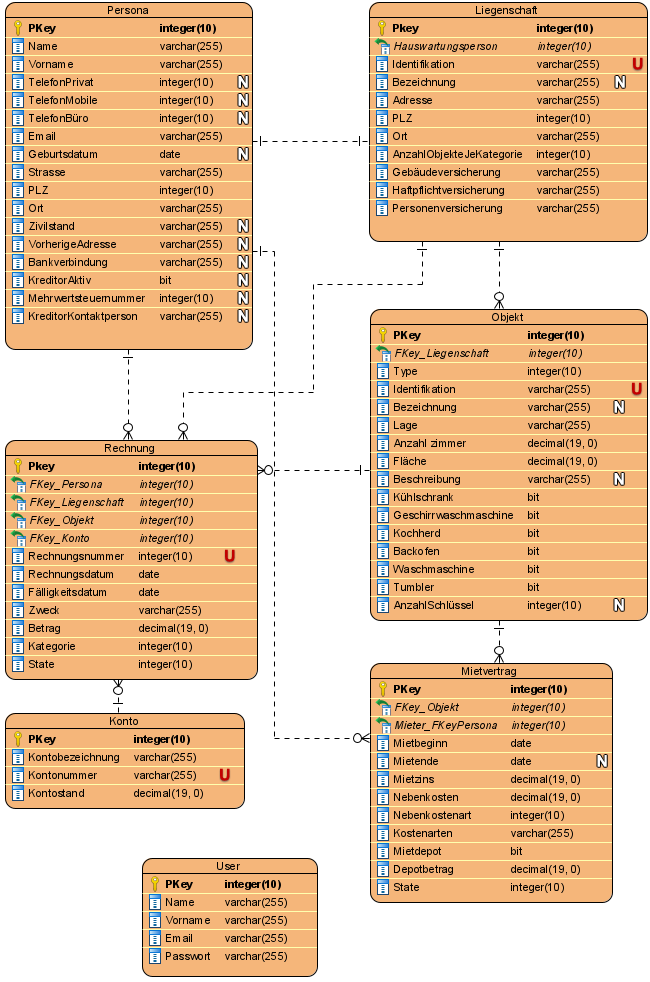 Persona
PKey integer(10)
Name varchar(255)
Vorname varchar(255)
TelefonPrivat integer(10) N
TelefonMobile integer(10) N
TelefonBüro integer(10) N
Email varchar(255)
Geburtsdatum date N
Strasse varchar(255)
PLZ integer(10)
Ort varchar(255)
Zivilstand varchar(255) N
VorherigeAdresse varchar(255) N
Bankverbindung varchar(255) N
KreditorAktiv bit N
Mehrwertsteuernummer integer(10) N
KreditorKontaktperson varchar(255) N
Liegenschaft
Pkey integer(10)
Hauswartungsperson integer(10)
Identifikation varchar(255) U
Bezeichnung varchar(255) N
Adresse varchar(255)
PLZ integer(10)
Ort varchar(255)
AnzahlObjekteJeKategorie integer(10)
Gebäudeversicherung varchar(255)
Haftpflichtversicherung varchar(255)
Personenversicherung varchar(255)
Objekt
PKey integer(10)
FKey_Liegenschaft integer(10)
Type integer(10)
Identifikation varchar(255) U
Bezeichnung varchar(255) N
Lage varchar(255)
Anzahl zimmer decimal(19, 0)
Fläche decimal(19, 0)
Beschreibung varchar(255) N
Kühlschrank bit
Geschirrwaschmaschine bit
Kochherd bit
Backofen bit
Waschmaschine bit
Tumbler bit
AnzahlSchlüssel integer(10) N
Rechnung
Pkey integer(10)
FKey_Persona integer(10)
FKey_Liegenschaft integer(10)
FKey_Objekt integer(10)
FKey_Konto integer(10)
Rechnungsnummer integer(10) U
Rechnungsdatum date
Fälligkeitsdatum date
Zweck varchar(255)
Betrag decimal(19, 0)
Kategorie integer(10)
State integer(10)
Konto
PKey integer(10)
Kontobezeichnung varchar(255)
Kontonummer varchar(255) U
Kontostand decimal(19, 0)
Mietvertrag
PKey integer(10)
FKey_Objekt integer(10)
Mieter_FKeyPersona integer(10)
Mietbeginn date
Mietende date N
Mietzins decimal(19, 0)
Nebenkosten decimal(19, 0)
Nebenkostenart integer(10)
Kostenarten varchar(255)
Mietdepot bit
Depotbetrag decimal(19, 0)
State integer(10)
User
PKey integer(10)
Name varchar(255)
Vorname varchar(255)
Email varchar(255)
Passwort varchar(255)